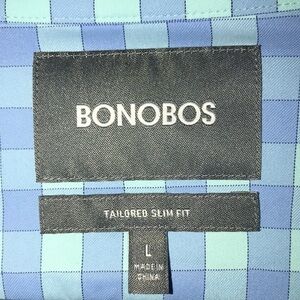 BONOBOS
TAILORED SLIM FIT
L
MADE IN
CHINA